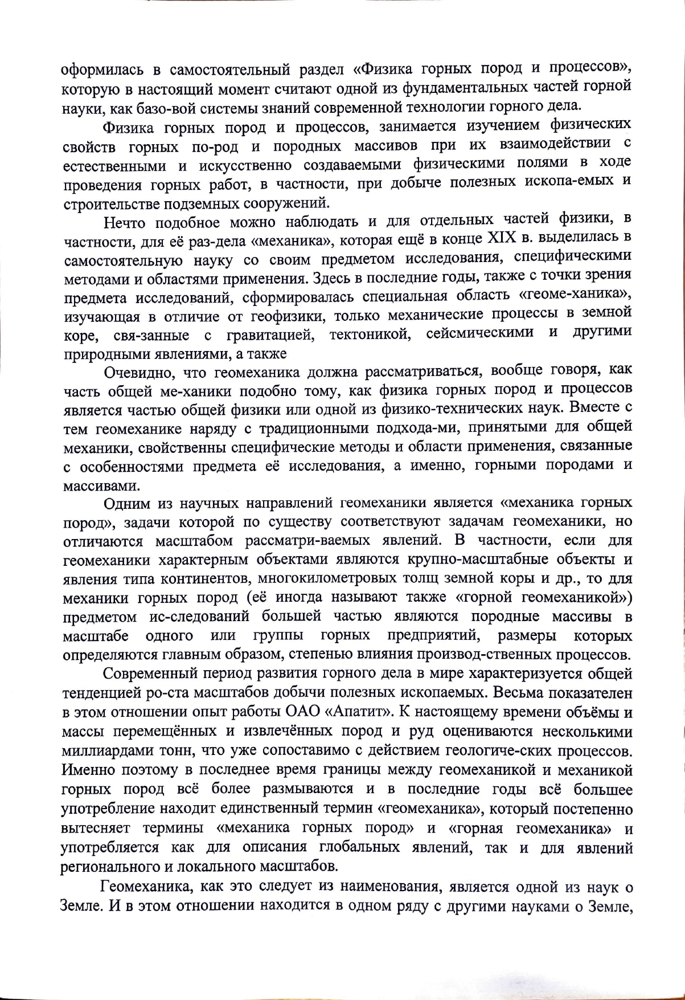 оформилась в самостоятельный раздел «Физика горных пород и процессов»,
которую в настоящий момент считают одной из фундаментальных частей горной
науки, как базо-вой системы знаний современной технологии горного дела.
Физика горных пород и процессов, занимается изучением физических
свойств горных по-род и породных массивов при их взаимодействии с
естественными и искусственно создаваемыми физическими полями в ходе
проведения горных работ, в частности, при добыче полезных ископа-емых и
строительстве подземных сооружений.
Нечто подобное можно наблюдать и для отдельных частей физики, в
частности, для её раз-дела «механика», которая ещё в конце XIX в. выделилась в
самостоятельную науку со своим предметом исследования, специфическими
методами и областями применения. Здесь в последние годы, также с точки зрения
предмета исследований, сформировалась специальная область «геоме-ханика»,
изучающая в отличие от геофизики, только механические процессы в земной
коре, свя-занные с гравитацией, тектоникой, сейсмическими и другими
природными явлениями, а также
Очевидно, что геомеханика должна рассматриваться, вообще говоря, как
часть общей ме-ханики подобно тому, как физика горных пород и процессов
является частью общей физики или одной из физико-технических наук. Вместе с
тем геомеханике наряду с традиционными подхода-ми, принятыми для общей
механики, свойственны специфические методы и области применения, связанные
с особенностями предмета её исследования, а именно, горными породами и
массивами.
Одним из научных направлений геомеханики является «механика горных
пород», задачи которой по существу соответствуют задачам геомеханики, но
отличаются масштабом рассматри-ваемых явлений. В частности, если для
геомеханики характерным объектами являются крупно-масштабные объекты и
явления типа континентов, многокилометровых толщ земной коры и др., то для
механики горных пород (её иногда называют также «горной геомеханикой»)
предметом ис-следований большей частью являются породные массивы в
масштабе одного или группы горных предприятий, размеры которых
определяются главным образом, степенью влияния производ-ственных процессов.
Современный период развития горного дела в мире характеризуется общей
тенденцией ро-ста масштабов добычи полезных ископаемых. Весьма показателен
в этом отношении опыт работы ОАО «Апатит». К настоящему времени объёмы и
массы перемещённых и извлечённых пород и руд оцениваются несколькими
миллиардами тонн, что уже сопоставимо с действием геологиче-ских процессов.
Именно поэтому в последнее время границы между геомеханикой и механикой
горных пород всё более размываются и в последние годы всё большее
употребление находит единственный термин «геомеханика», который постепенно
вытесняет термины «механика горных пород» и «горная геомеханика» и
употребляется как для описания глобальных явлений, так и для явлений
регионального и локального масштабов.
Геомеханика, как это следует из наименования, является одной из наук о
Земле. И в этом отношении находится в одном ряду с другими науками о Земле,